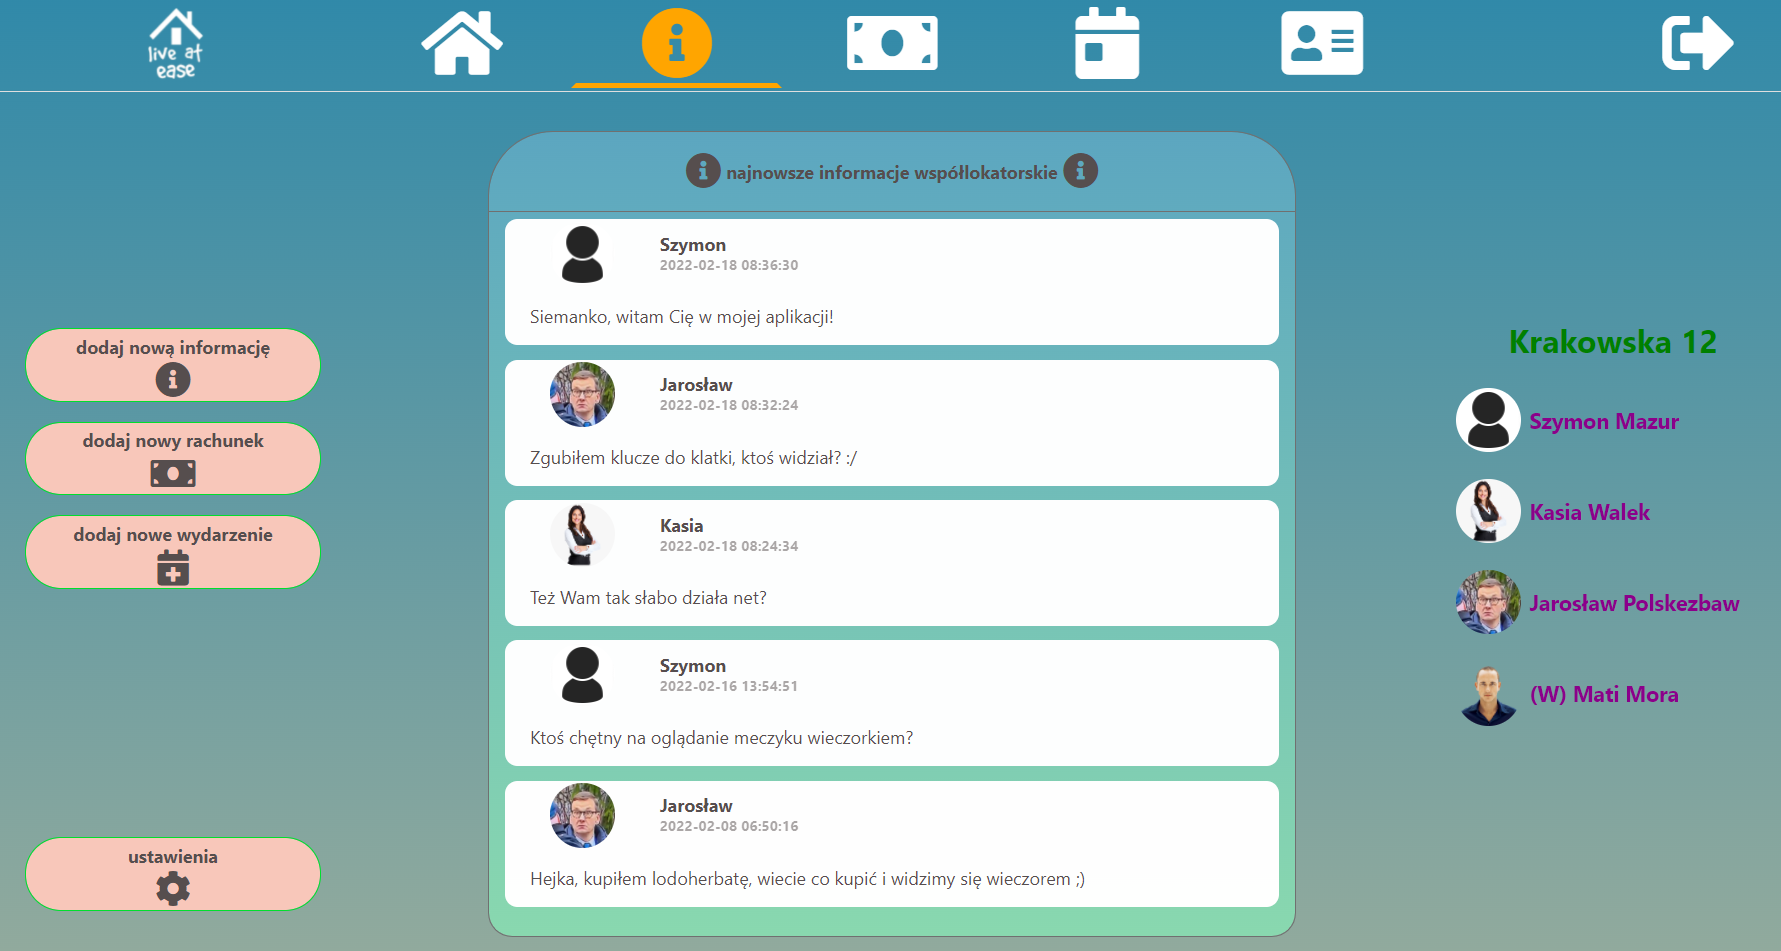 live at
ease
najnowsze informacje współlokatorskie
Szymon
2022-02-18 08:36:30
Siemanko, witam Cię w mojej aplikacji!
Jarosław
2022-02-18 08:32:24
Zgubiłem klucze do klatki, ktoś widział? :/
Kasia
2022-02-18 08:24:34
Też Wam tak słabo działa net?
Szymon
2022-02-16 13:54:51
Ktoś chętny na oglądanie meczyku wieczorkiem?
Jarosław
2022-02-08 06:50:16
Hejka, kupiłem lodoherbatę, wiecie co kupić i widzimy się wieczorem ;)
dodaj nową informację
dodaj nowy rachunek
dodaj nowe wydarzenie
ustawienia
Krakowska 12
Szymon Mazur
Kasia Walek
Jarosław Polskezbaw
(W) Mati Mora